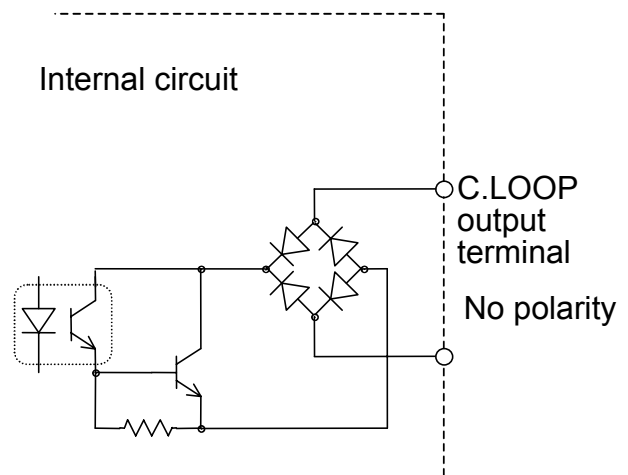 Internal circuit
C.LOOP
output
terminal
No polarity